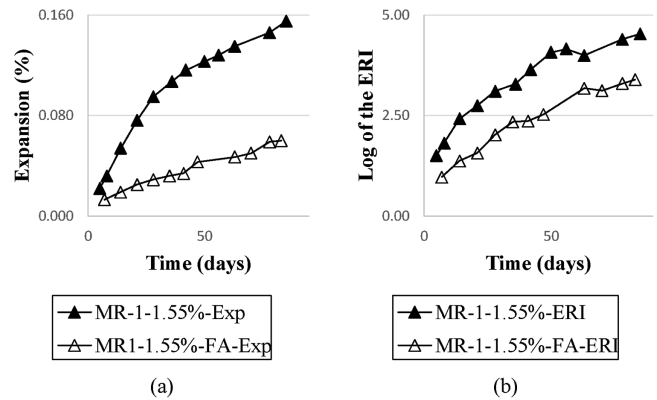 0.160
0.080
0.000
Expansion (%)
0
50
Time (days)
MR-1-1.55%-Exp
MR1-1.55%-FA-Exp
(a)
5.00
2.50
0.00
Log of the ERI
0
50
Time (days)
MR-1-1.55%-ERI
MR-1-1.55%-FA-ERI
(b)